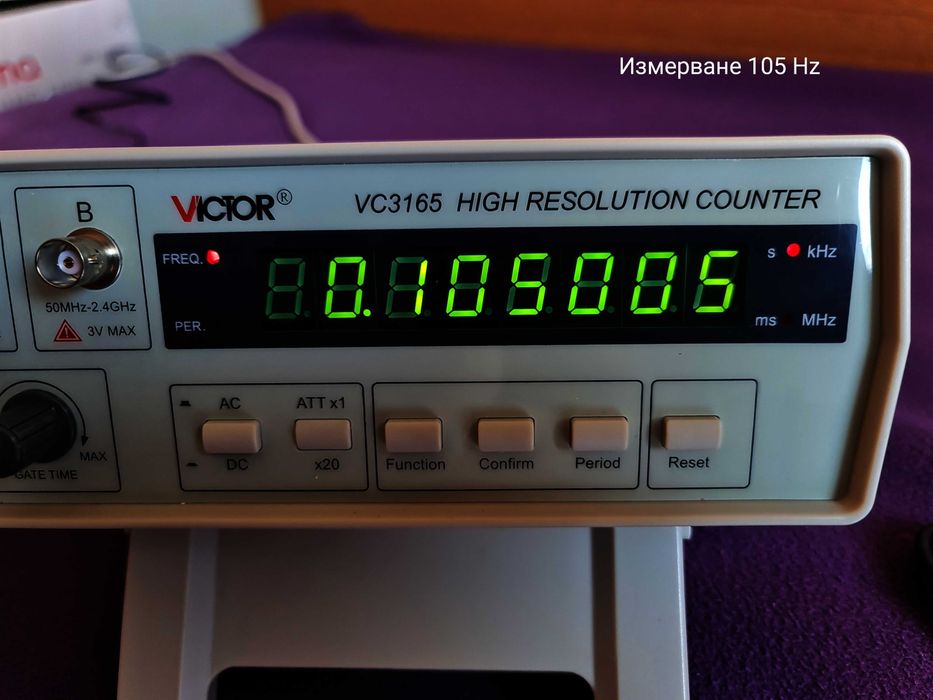 Измерване 105 Hz
VICTOR®
VC3165 HIGH RESOLUTION COUNTER
B
50MHz-2.4GHz
3V MAX
FREQ.
PER.
0.105005
s
kHz
ms
MHz
MAX
GATE TIME
AC
DC
ATT x1
x20
Function
Confirm
Period
Reset